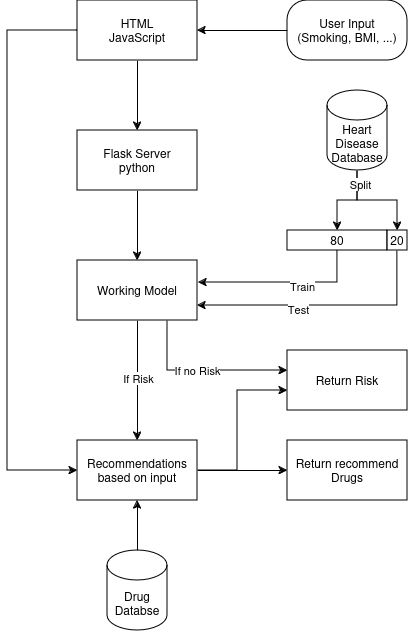 HTML
JavaScript
User Input
(Smoking, BMI, ...)
Flask Server
python
Heart
Disease
Database
Split
80
20
Working Model
Train
Test
If Risk
If no Risk
Return Risk
Recommendations
based on input
Return recommend
Drugs
Drug
Databse